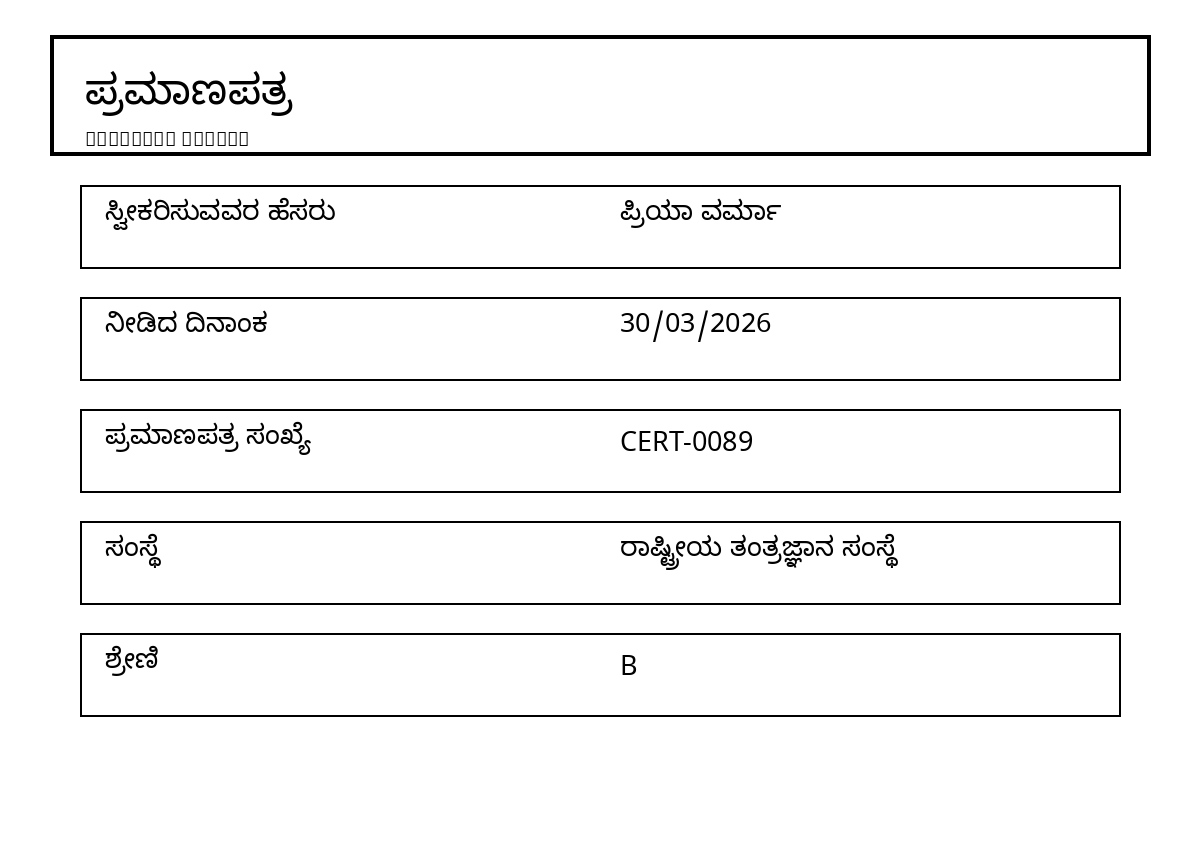 ಪ್ರಮಾಣಪತ್ರ
ಸ್ವೀಕರಿಸುವವರ ಹೆಸರು ಪ್ರಿಯಾ ವರ್ಮಾ
ನೀಡಿದ ದಿನಾಂಕ 30/03/2026
ಪ್ರಮಾಣಪತ್ರ ಸಂಖ್ಯೆ CERT-0089
ಸಂಸ್ಥೆ ರಾಷ್ಟ್ರೀಯ ತಂತ್ರಜ್ಞಾನ ಸಂಸ್ಥೆ
ಶ್ರೇಣಿ B